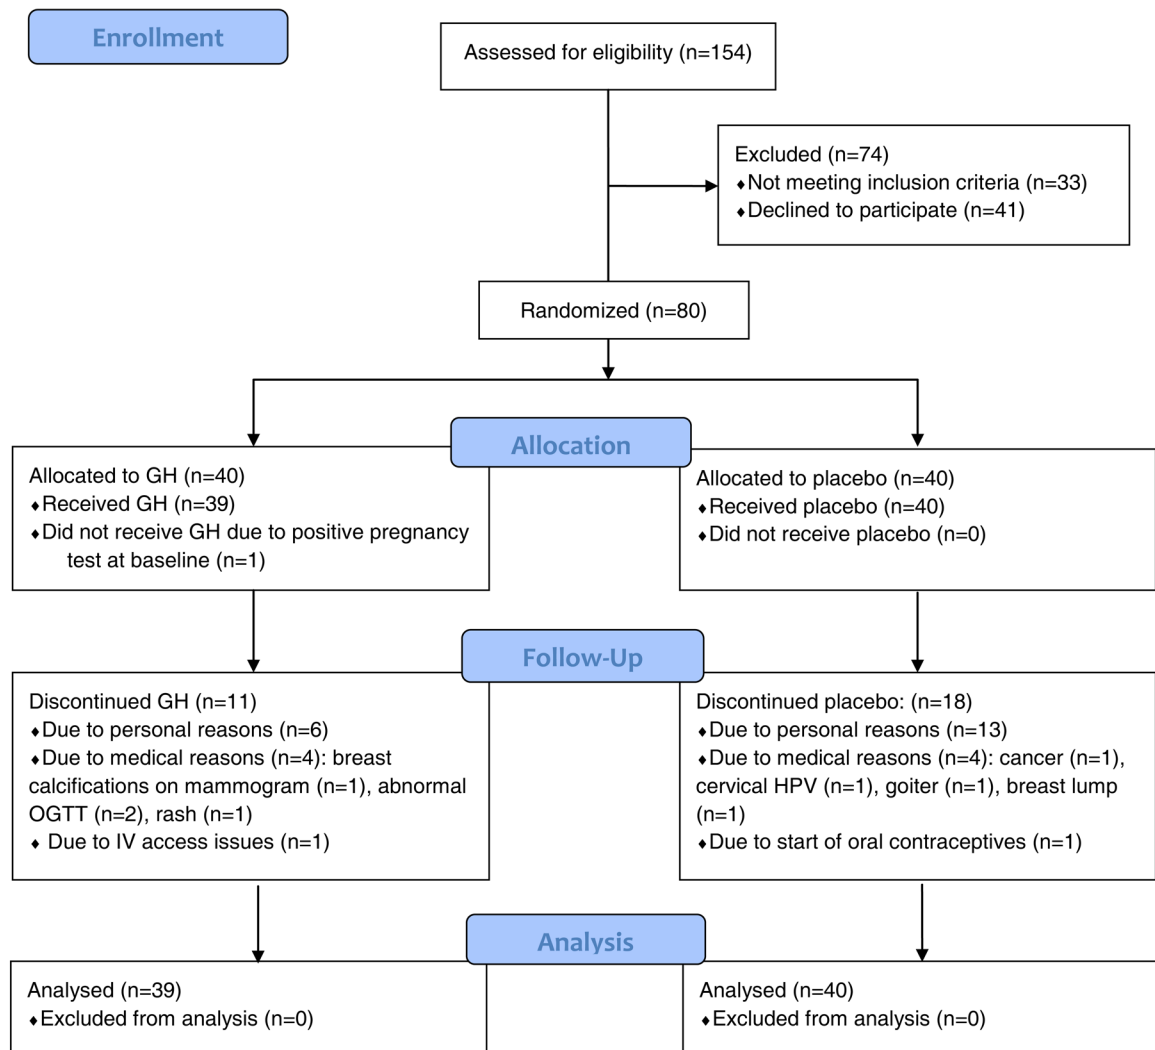 Enrollment
Assessed for eligibility (n=154)
Excluded (n=74)
♦Not meeting inclusion criteria (n=33)
♦Declined to participate (n=41)
Randomized (n=80)
Allocation
Allocated to GH (n=40)
♦Received GH (n=39)
♦Did not receive GH due to positive pregnancy
test at baseline (n=1)
Allocated to placebo (n=40)
♦Received placebo (n=40)
♦Did not receive placebo (n=0)
Follow-Up
Discontinued GH (n=11)
♦Due to personal reasons (n=6)
♦Due to medical reasons (n=4): breast
calcifications on mammogram (n=1), abnormal
OGTT (n=2), rash (n=1)
♦ Due to IV access issues (n=1)
Discontinued placebo: (n=18)
♦Due to personal reasons (n=13)
♦Due to medical reasons (n=4): cancer (n=1),
cervical HPV (n=1), goiter (n=1), breast lump
(n=1)
♦Due to start of oral contraceptives (n=1)
Analysis
Analysed (n=39)
♦Excluded from analysis (n=0)
Analysed (n=40)
♦Excluded from analysis (n=0)